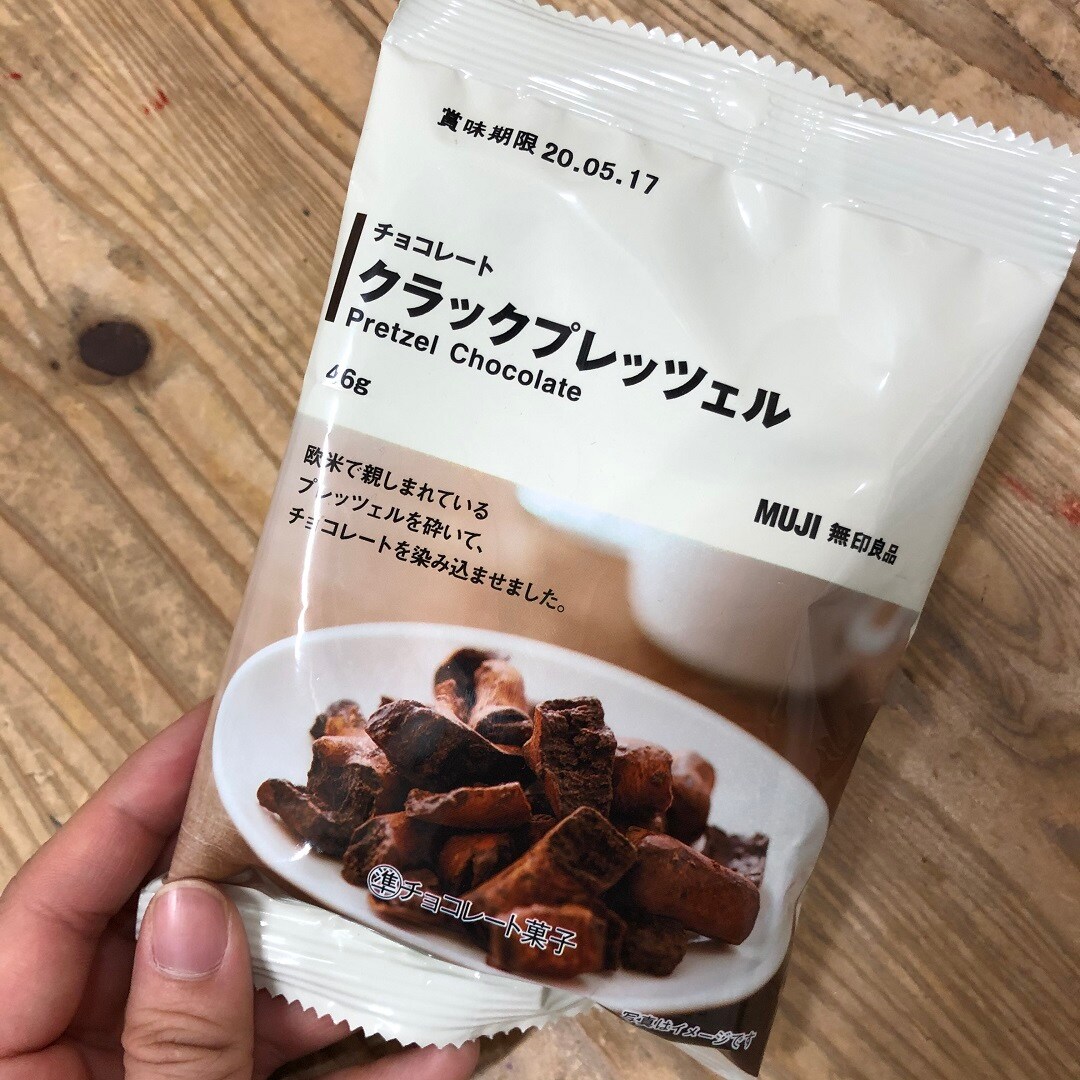 賞味期限 20.05.17
チョコレート
クラックプレッツェル
Pretzel Chocolate
46g
欧米で親しまれている
プレッツェルを砕いて、
チョコレートを染み込ませました。
MUJI 無印良品
準チョコレート菓子
写真はイメージです